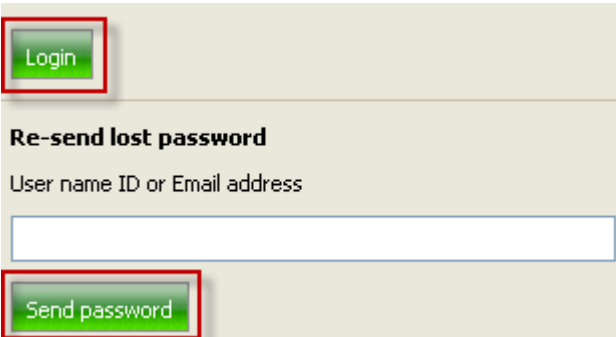 Login
Re-send lost password
User name ID or Email address
Send password